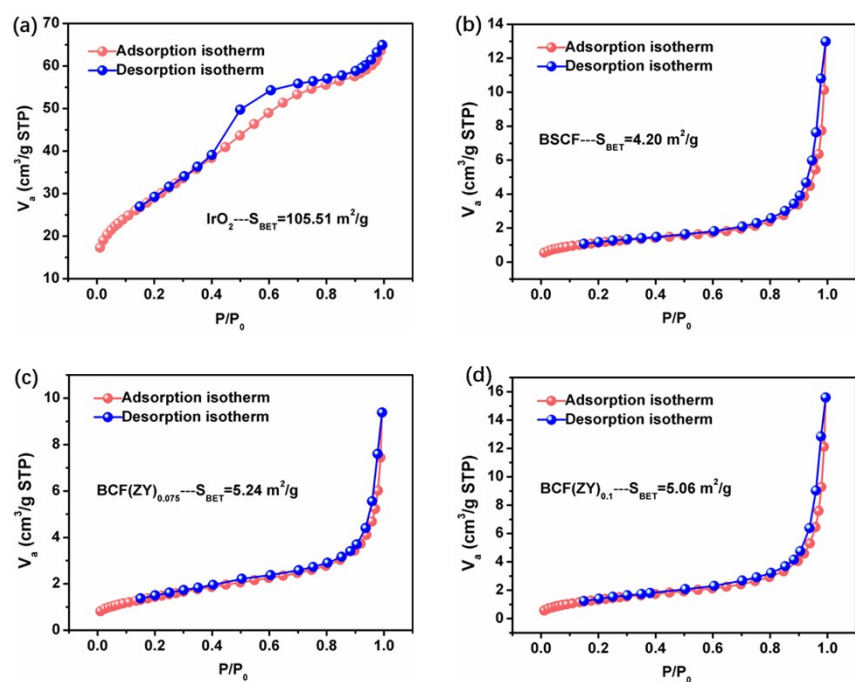 (a)
70
60
50
40
30
20
10
0.0 0.2 0.4 0.6 0.8 1.0
Vₐ (cm³/g STP)
P/P₀
Adsorption isotherm
Desorption isotherm
IrO₂---S_BET=105.51 m²/g
(b)
14
12
10
8
6
4
2
0
0.0 0.2 0.4 0.6 0.8 1.0
Vₐ (cm³/g STP)
P/P₀
Adsorption isotherm
Desorption isotherm
BSCF---S_BET=4.20 m²/g
(c)
10
8
6
4
2
0
0.0 0.2 0.4 0.6 0.8 1.0
Vₐ (cm³/g STP)
P/P₀
Adsorption isotherm
Desorption isotherm
BCF(ZY)₀.₀₇₅---S_BET=5.24 m²/g
(d)
16
14
12
10
8
6
4
2
0
0.0 0.2 0.4 0.6 0.8 1.0
Vₐ (cm³/g STP)
P/P₀
Adsorption isotherm
Desorption isotherm
BCF(ZY)₀.₁---S_BET=5.06 m²/g